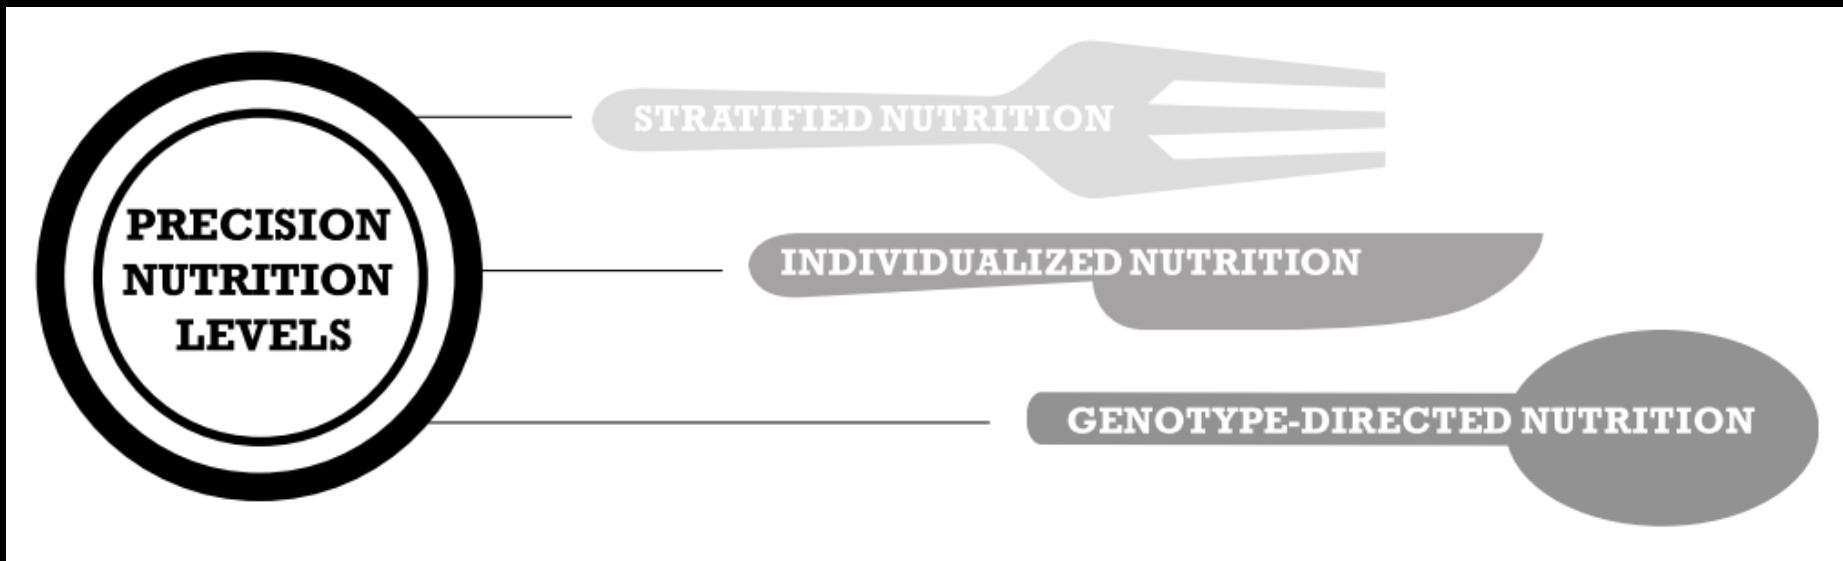 PRECISION
NUTRITION
LEVELS
STRATIFIED NUTRITION
INDIVIDUALIZED NUTRITION
GENOTYPE-DIRECTED NUTRITION